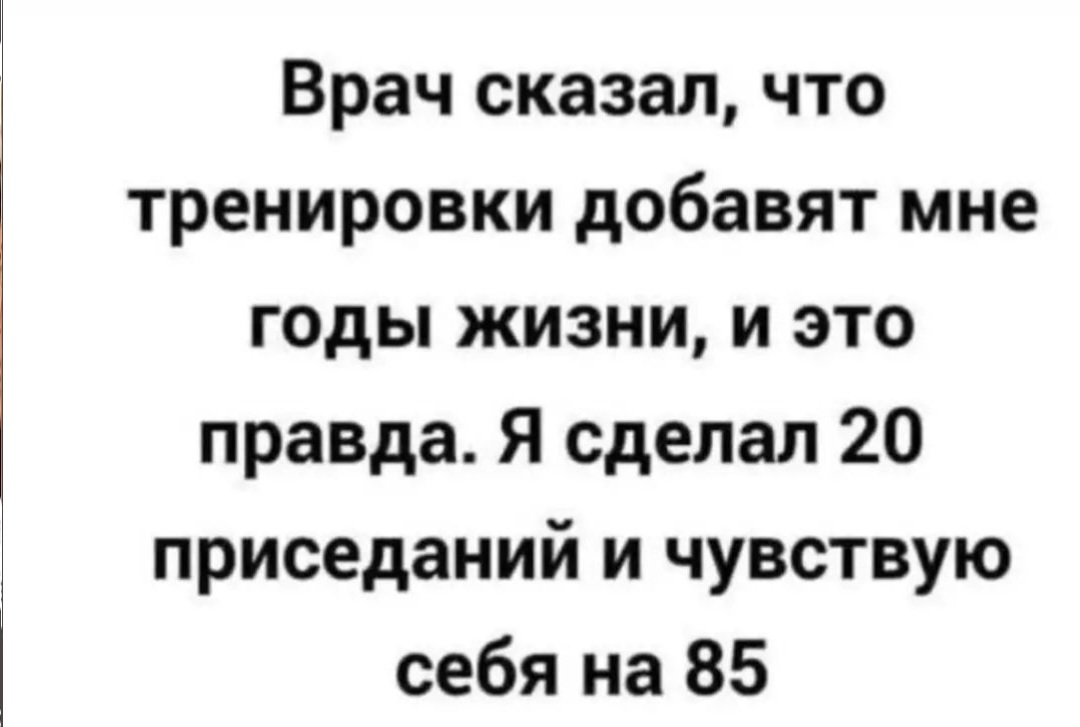 Врач сказал, что
тренировки добавят мне
годы жизни, и это
правда. Я сделал 20
приседаний и чувствую
себя на 85